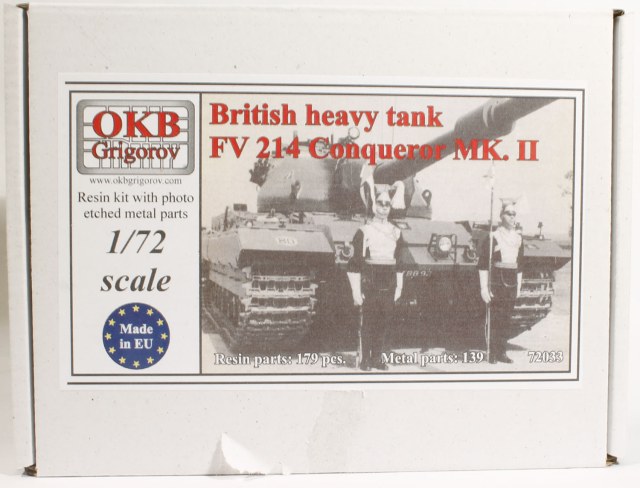 OKB
Grigorov
www.okbgrigorov.com
Resin kit with photo
etched metal parts
1/72
scale
Made
in EU
British heavy tank
FV 214 Conqueror MK. II
Resin parts: 179 pcs.
Metal parts: 139
72033